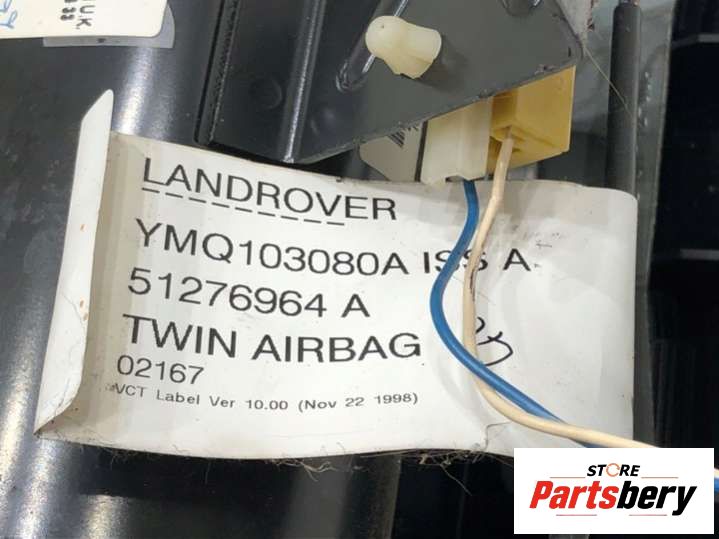 U.K.
LANDROVER
YMQ103080A ISS A
51276964 A
TWIN AIRBAG
02167
VCT Label Ver 10.00 (Nov 22 1998)
STORE
Partsbery